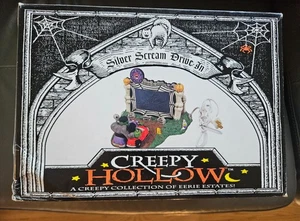 Silver Scream Drive-In
CREEPY
HOLLOW
A CREEPY COLLECTION OF EERIE ESTATES!